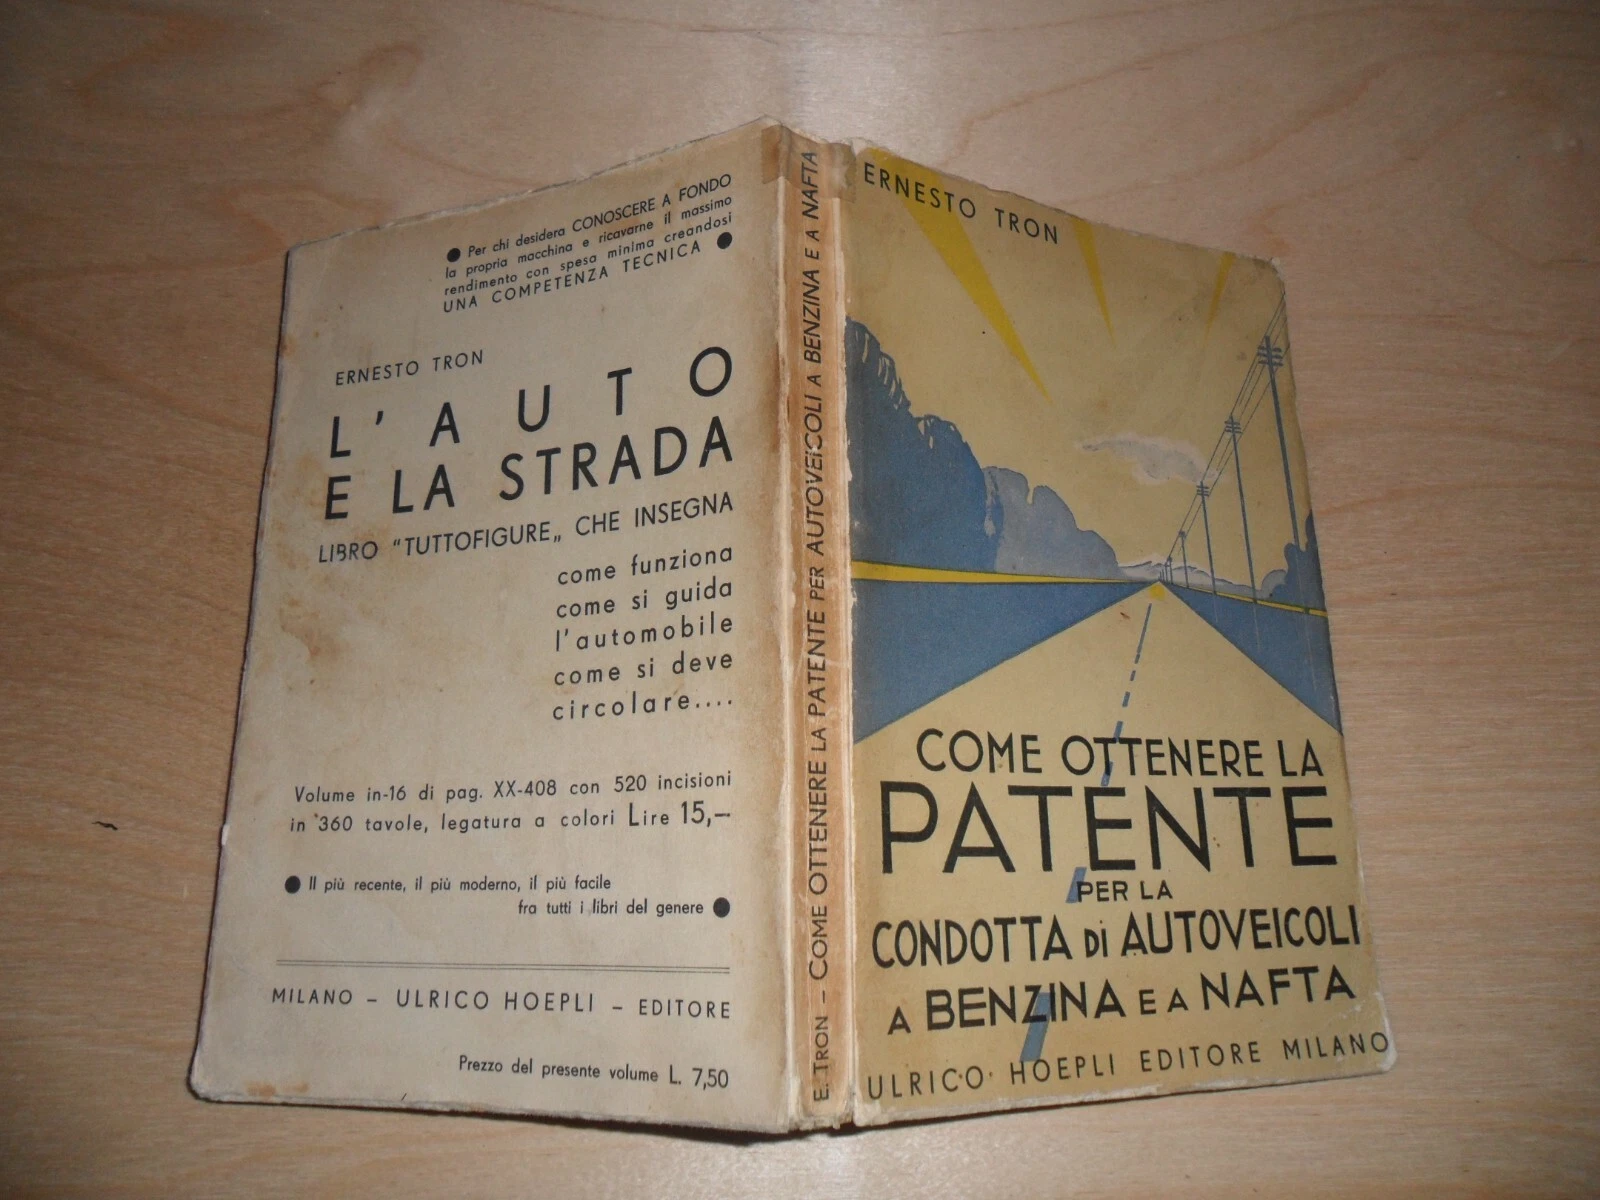 ● Per chi desidera CONOSCERE A FONDO
la propria macchina e ricavarne il massimo
rendimento con spesa minima creandosi
UNA COMPETENZA TECNICA ●
ERNESTO TRON
L'AUTO
E LA STRADA
LIBRO "TUTTOFIGURE„ CHE INSEGNA
come funziona
come si guida
l'automobile
come si deve
circolare....
Volume in-16 di pag. XX-408 con 520 incisioni
in 360 tavole, legatura a colori Lire 15,—
● Il più recente, il più moderno, il più facile
fra tutti i libri del genere ●
MILANO – ULRICO HOEPLI – EDITORE
Prezzo del presente volume L. 7,50
E. TRON – COME OTTENERE LA PATENTE PER AUTOVEICOLI A BENZINA E A NAFTA
ERNESTO TRON
COME OTTENERE LA
PATENTE
PER LA
CONDOTTA di AUTOVEICOLI
A BENZINA E A NAFTA
ULRICO HOEPLI EDITORE MILANO